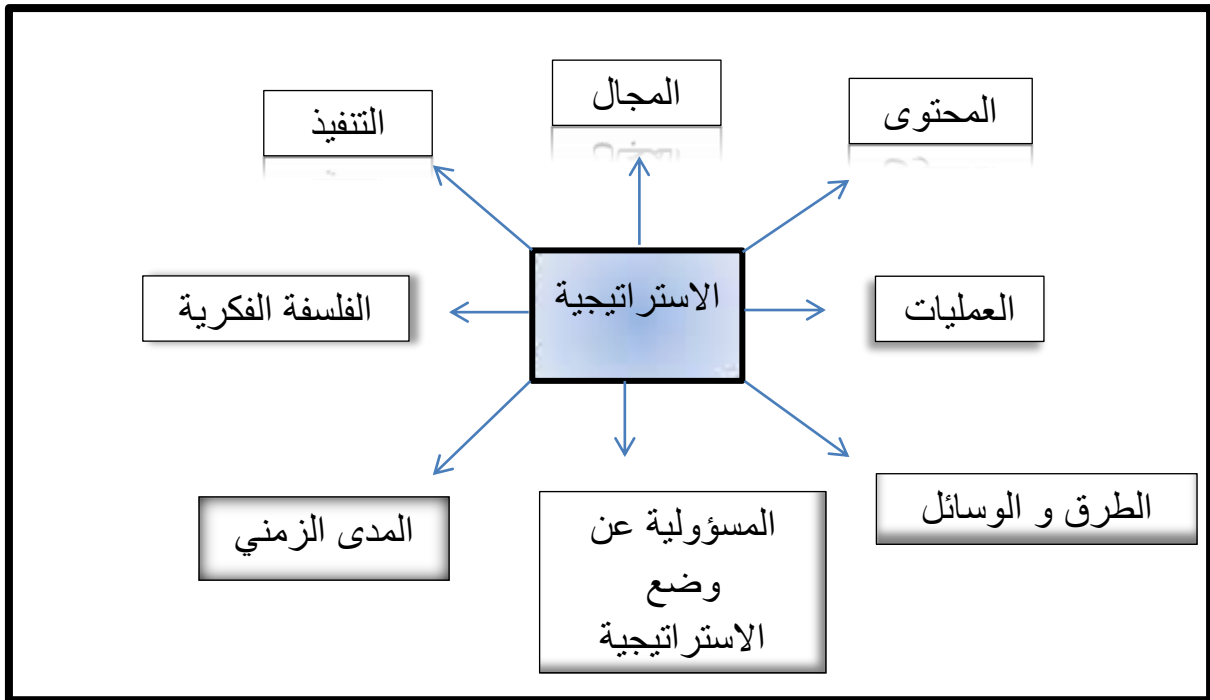 المحتوى
المجال
التنفيذ
الاستراتيجية
العمليات
الفلسفة الفكرية
الطرق و الوسائل
المسؤولية عن
وضع
الاستراتيجية
المدى الزمني